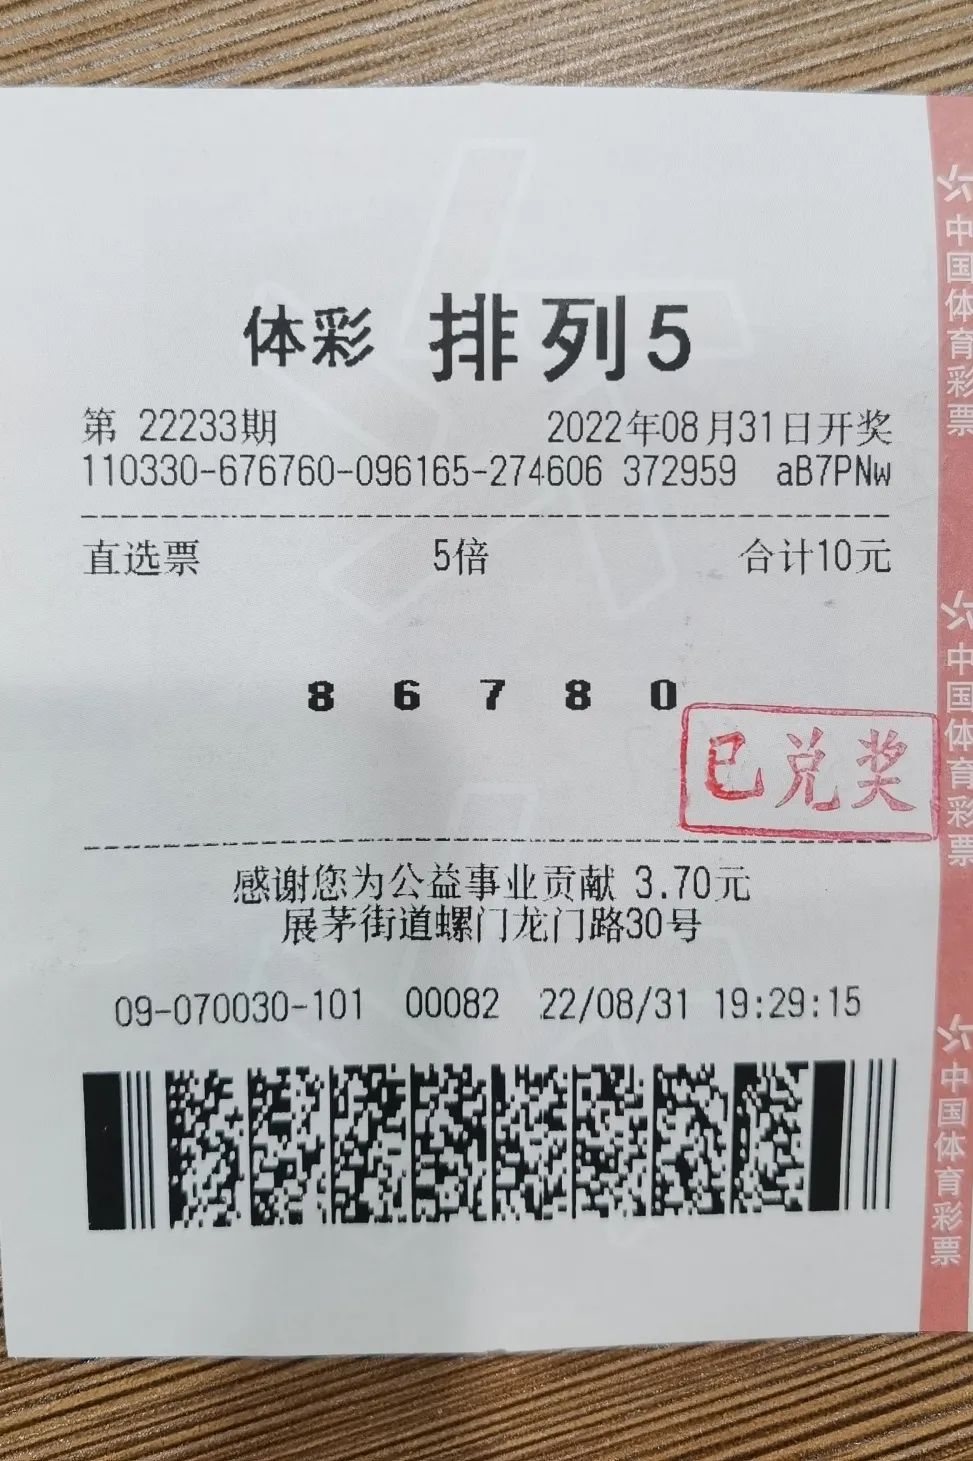 体彩 排列5
第 22233期 2022年08月31日开奖
110330-676760-096165-274606 372959 aB7PNw
直选票 5倍 合计10元
8 6 7 8 0
已兑奖
感谢您为公益事业贡献 3.70元
展茅街道螺门龙门路30号
09-070030-101 00082 22/08/31 19:29:15
中国体育彩票
中国体育彩票
中国体育彩票